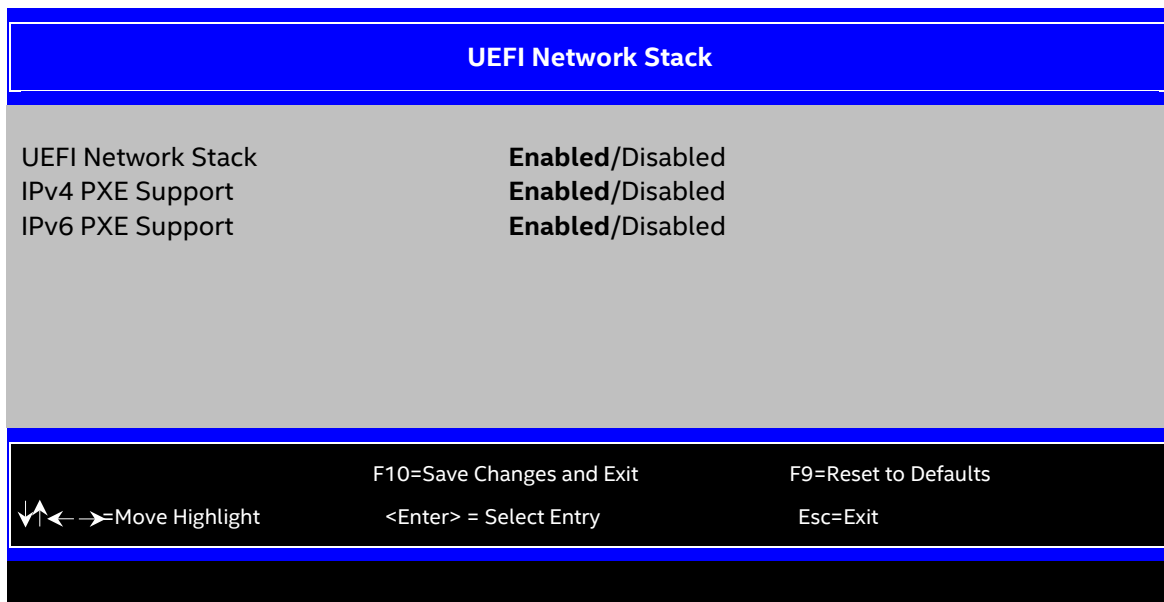 UEFI Network Stack
UEFI Network Stack Enabled/Disabled
IPv4 PXE Support Enabled/Disabled
IPv6 PXE Support Enabled/Disabled
F10=Save Changes and Exit F9=Reset to Defaults
=Move Highlight <Enter> = Select Entry Esc=Exit